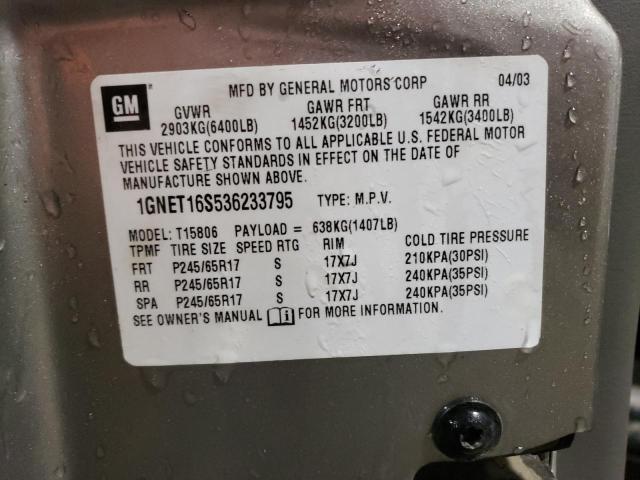 GM
MFD BY GENERAL MOTORS CORP 04/03
GVWR GAWR FRT GAWR RR
2903KG(6400LB) 1452KG(3200LB) 1542KG(3400LB)
THIS VEHICLE CONFORMS TO ALL APPLICABLE U.S. FEDERAL MOTOR
VEHICLE SAFETY STANDARDS IN EFFECT ON THE DATE OF
MANUFACTURE SHOWN ABOVE.
1GNET16S536233795 TYPE: M.P.V.
MODEL: T15806 PAYLOAD = 638KG(1407LB)
TPMF TIRE SIZE SPEED RTG RIM COLD TIRE PRESSURE
FRT P245/65R17 S 17X7J 210KPA(30PSI)
RR P245/65R17 S 17X7J 240KPA(35PSI)
SPA P245/65R17 S 17X7J 240KPA(35PSI)
SEE OWNER'S MANUAL FOR MORE INFORMATION.